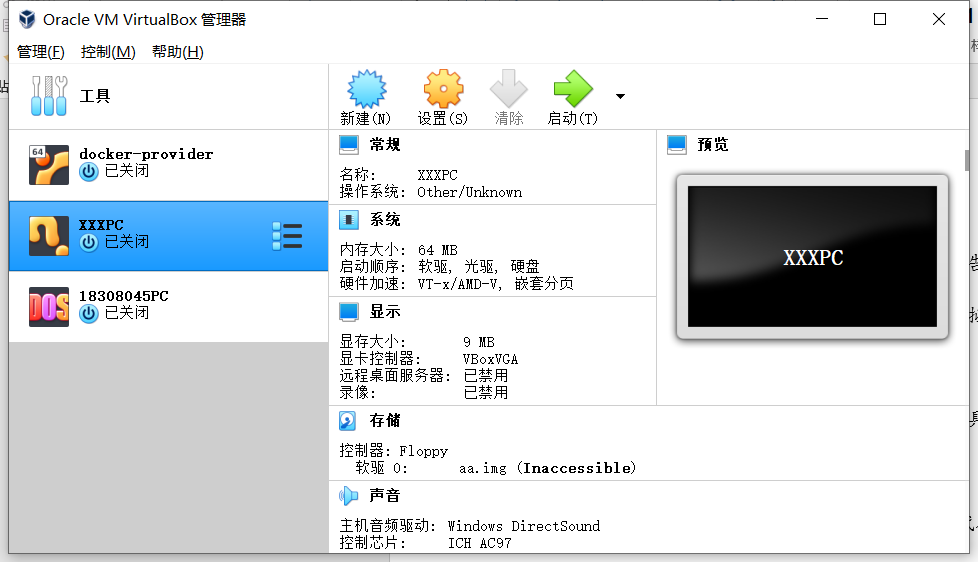 Oracle VM VirtualBox 管理器
管理(F) 控制(M) 帮助(H)
工具
新建(N) 设置(S) 清除 启动(T)
64
docker-provider
已关闭
XXXPC
已关闭
DOS
18308045PC
已关闭
常规
名称: XXXPC
操作系统: Other/Unknown
系统
内存大小: 64 MB
启动顺序: 软驱, 光驱, 硬盘
硬件加速: VT-x/AMD-V, 嵌套分页
显示
显存大小: 9 MB
显卡控制器: VBoxVGA
远程桌面服务器: 已禁用
录像: 已禁用
存储
控制器: Floppy
软驱 0: aa.img (Inaccessible)
声音
主机音频驱动: Windows DirectSound
控制芯片: ICH AC97
预览
XXXPC